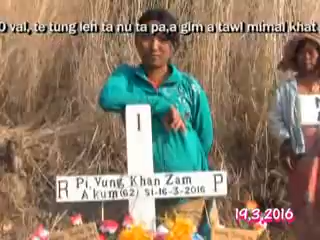 0 val, te tung leh ta nu ta pa,a gim a tawl mimal khat
1
R Pi, Vung Khan Zam P
A kum (62) Si-16-3-2016
19.3.2016